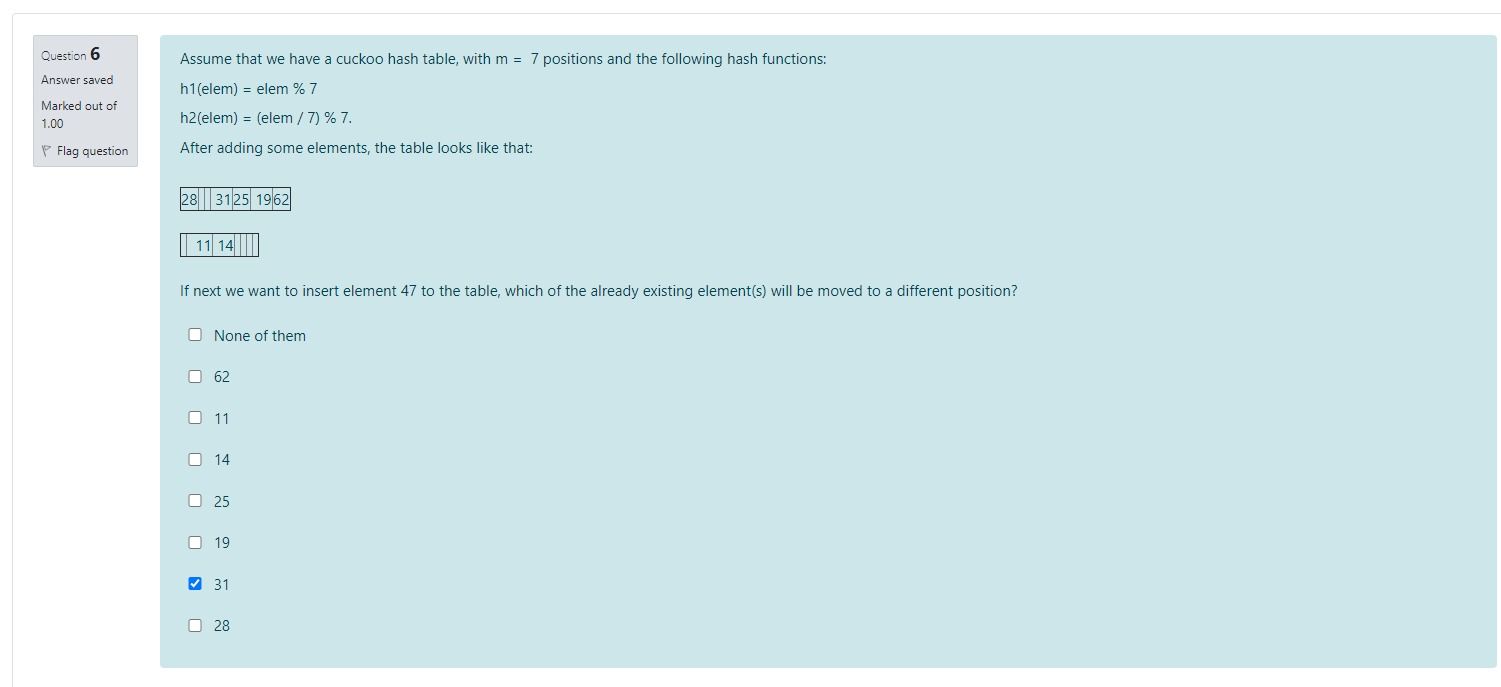 Question 6
Answer saved
Marked out of
1.00
Flag question
Assume that we have a cuckoo hash table, with m = 7 positions and the following hash functions:
h1(elem) = elem % 7
h2(elem) = (elem / 7) % 7.
After adding some elements, the table looks like that:
28 31 25 19 62
11 14
If next we want to insert element 47 to the table, which of the already existing element(s) will be moved to a different position?
None of them
62
11
14
25
19
31
28